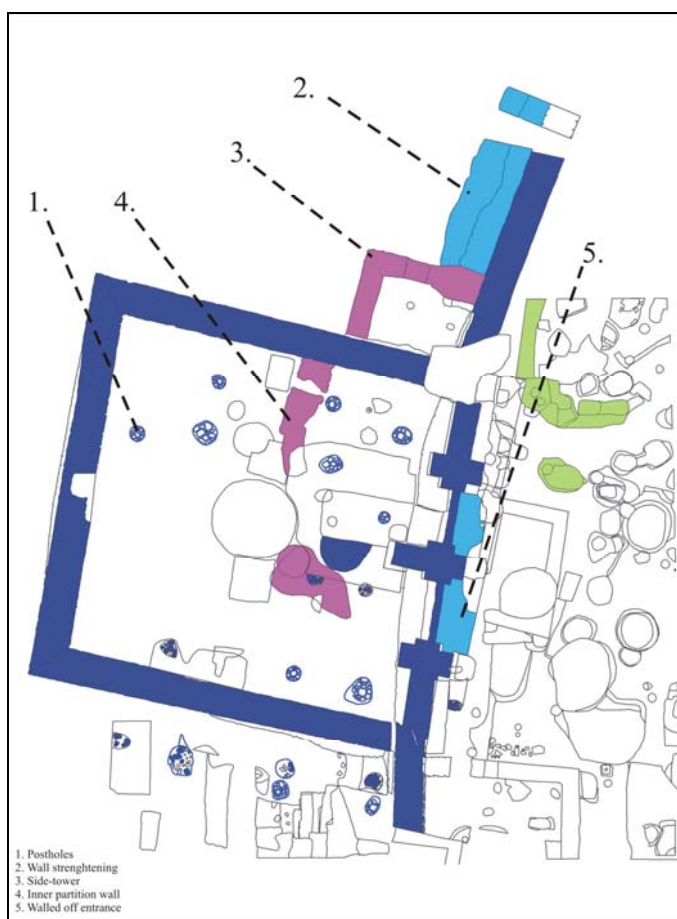 2.
3.
4.
1.
5.
1. Postholes
2. Wall strenghtening
3. Side-tower
4. Inner partition wall
5. Walled off entrance